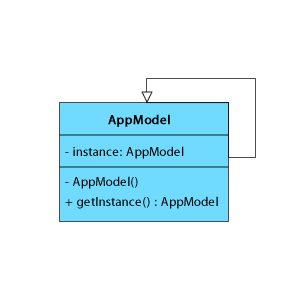 AppModel
- instance: AppModel
- AppModel()
+ getInstance() : AppModel